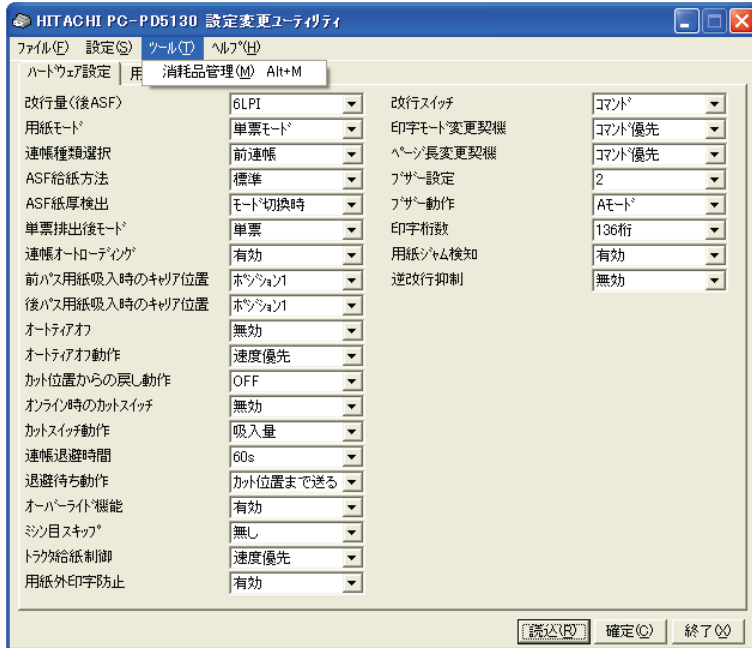 HITACHI PC-PD5130 設定変更ユーティリティ
ファイル(F) 設定(S) ツール(T) ヘルプ(H)
消耗品管理(M) Alt+M
ハードウェア設定 用
改行量(後ASF) 6LPI 改行スイッチ コマンド
用紙モード 単票モード 印字モード変更契機 コマンド優先
連帳種類選択 前連帳 ページ長変更契機 コマンド優先
ASF給紙方法 標準 ブザー設定 2
ASF紙厚検出 モード切換時 ブザー動作 Aモード
単票排出後モード 単票 印字桁数 136桁
連帳オートローディング 有効 用紙ジャム検知 有効
前パス用紙吸入時のキャリア位置 ポジション1 逆改行抑制 無効
後パス用紙吸入時のキャリア位置 ポジション1
オートティアオフ 無効
オートティアオフ動作 速度優先
カット位置からの戻し動作 OFF
オンライン時のカットスイッチ 無効
カットスイッチ動作 吸入量
連帳退避時間 60s
退避待ち動作 カット位置まで送る
オーバーライド機能 有効
ミシン目スキップ 無し
トラクタ給紙制御 速度優先
用紙外印字防止 有効
読込(R) 確定(C) 終了(X)